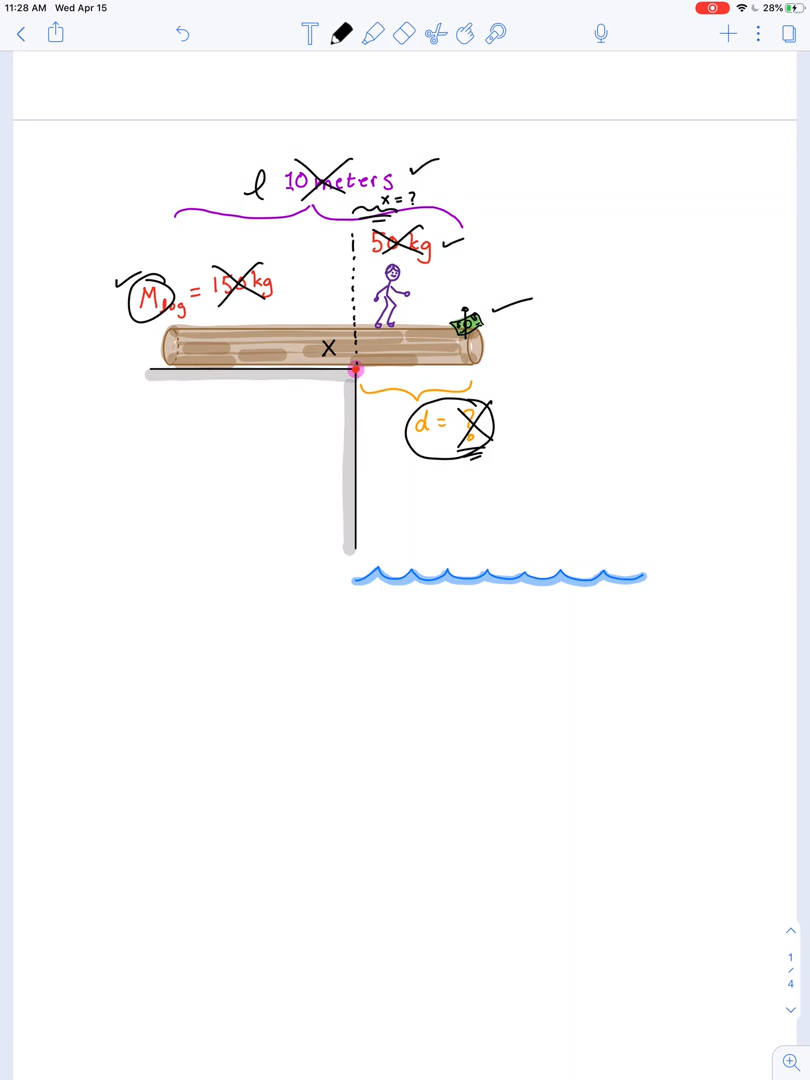 11:28 AM Wed Apr 15
28%
T
l 10 meters
x = ?
50 kg
Mlog = 150 kg
X
d = ?
1
/
4